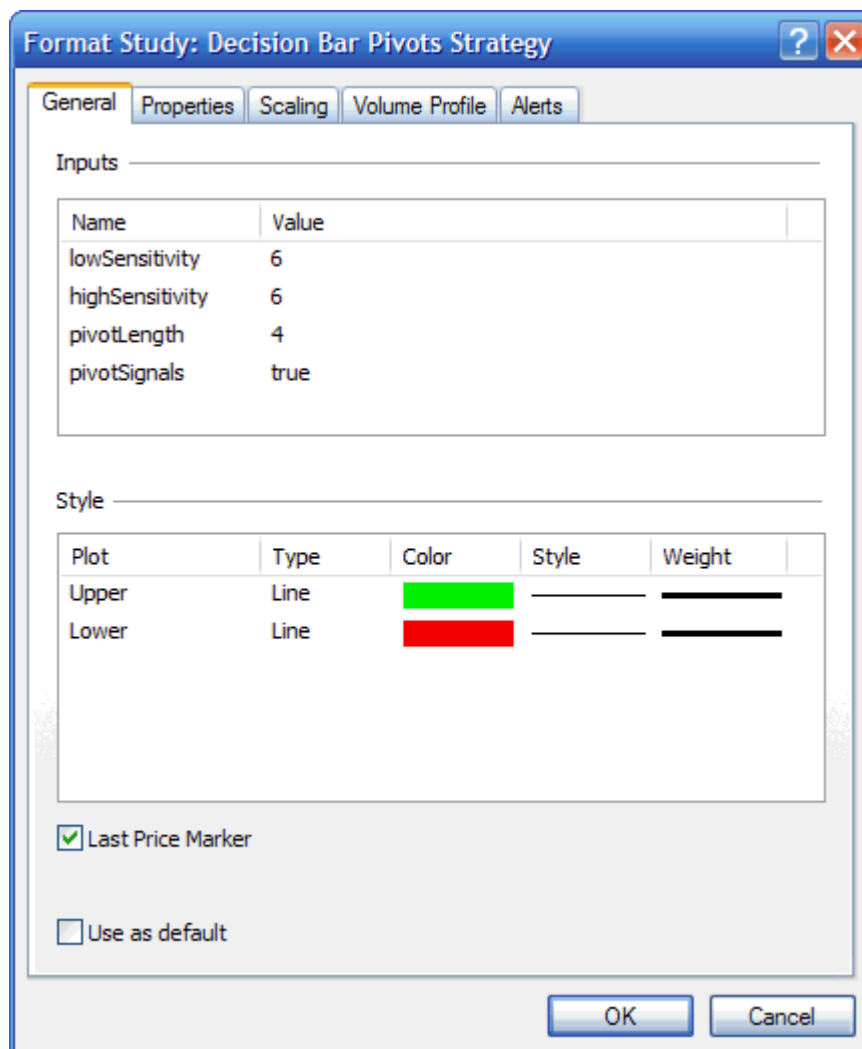 Format Study: Decision Bar Pivots Strategy
General Properties Scaling Volume Profile Alerts
Inputs
Name Value
lowSensitivity 6
highSensitivity 6
pivotLength 4
pivotSignals true
Style
Plot Type Color Style Weight
Upper Line
Lower Line
Last Price Marker
Use as default
OK Cancel